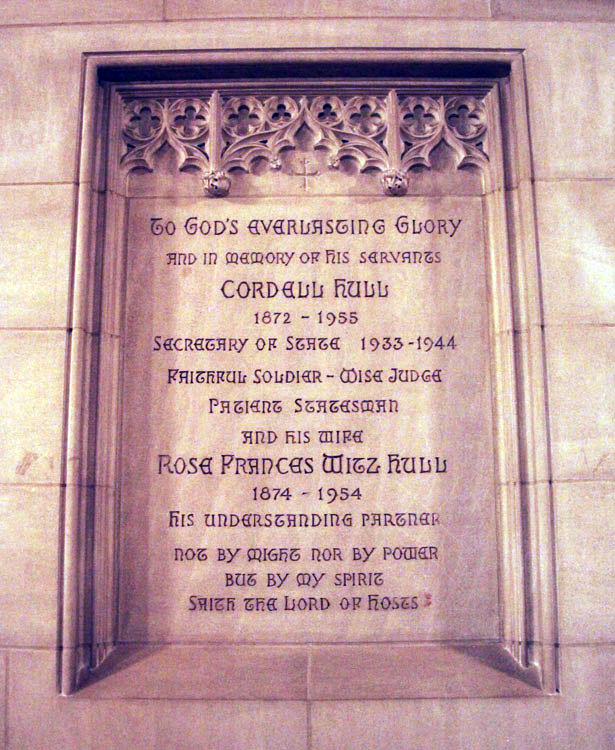 To God's everlasting Glory
and in memory of his servants
CORDELL HULL
1872 - 1955
Secretary of State 1933-1944
Faithful Soldier - Wise Judge
Patient Statesman
and his wife
Rose Frances Witz Hull
1874 - 1954
His understanding partner
not by might nor by power
but by my spirit
Saith the Lord of Hosts